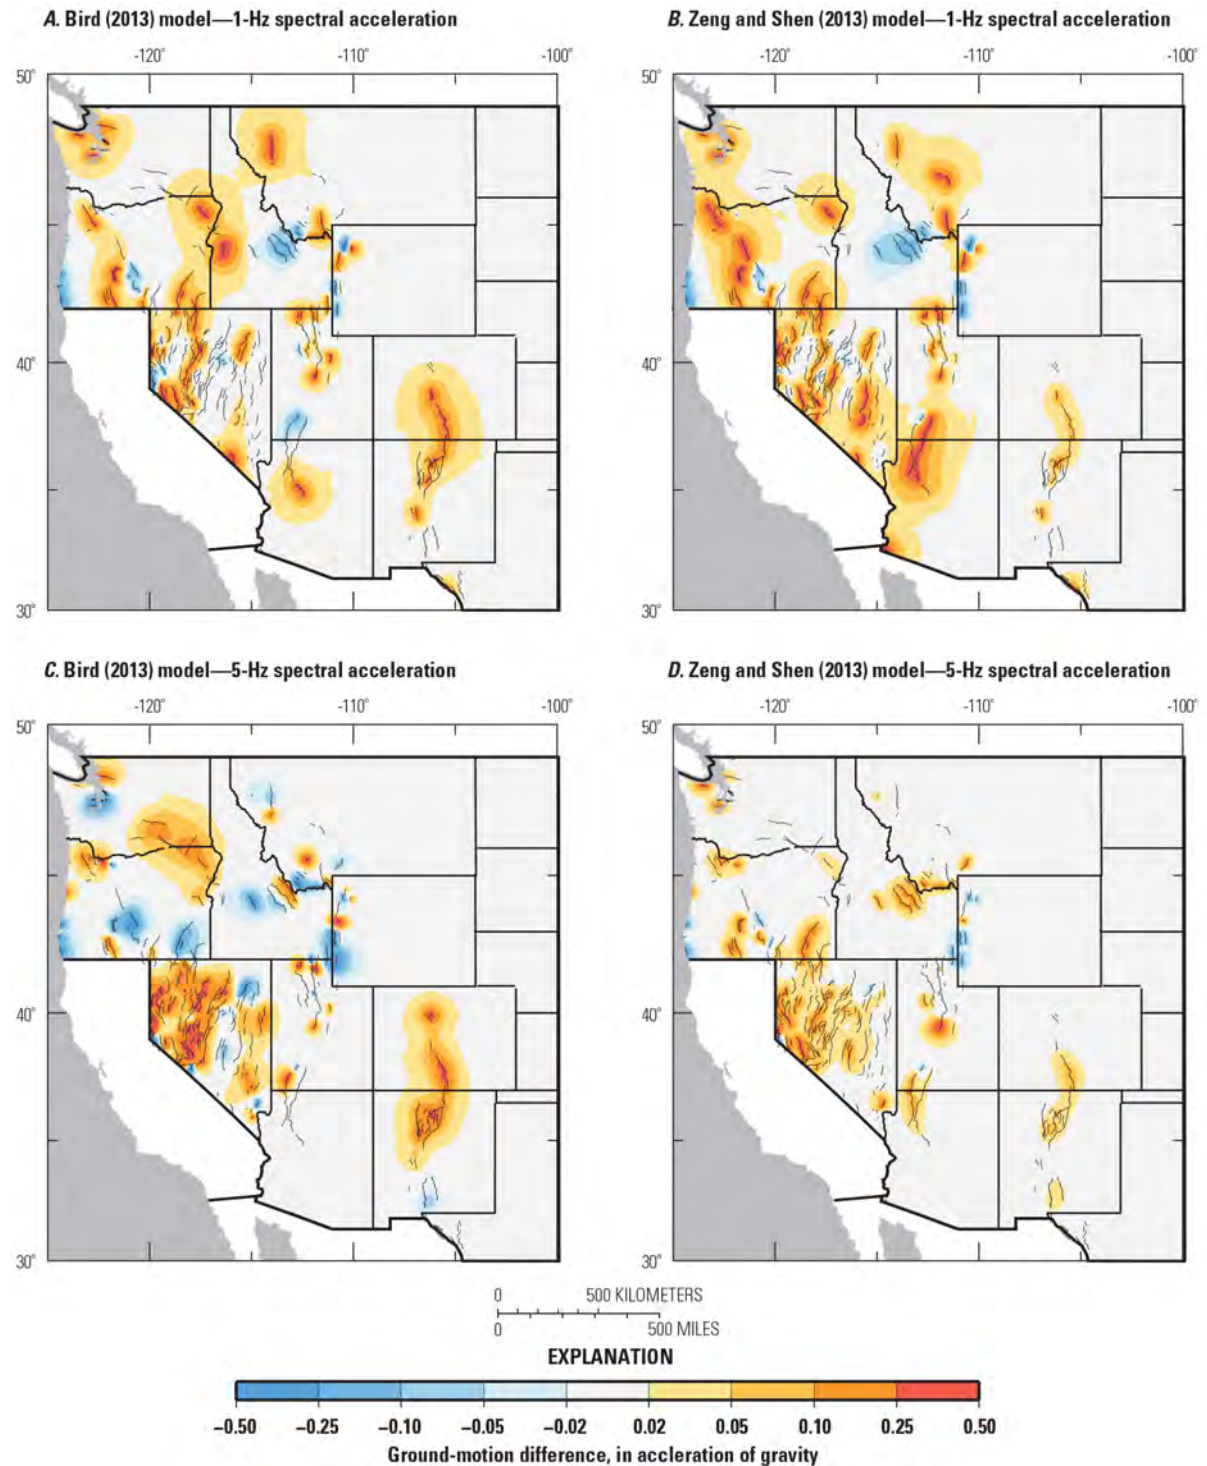 A. Bird (2013) model—1-Hz spectral acceleration
B. Zeng and Shen (2013) model—1-Hz spectral acceleration
-120° -110° -100°
-120° -110° -100°
50°
40°
30°
50°
40°
30°
C. Bird (2013) model—5-Hz spectral acceleration
D. Zeng and Shen (2013) model—5-Hz spectral acceleration
-120° -110° -100°
-120° -110° -100°
50°
40°
30°
50°
40°
30°
0 500 KILOMETERS
0 500 MILES
EXPLANATION
−0.50 −0.25 −0.10 −0.05 −0.02 0.02 0.05 0.10 0.25 0.50
Ground-motion difference, in accleration of gravity